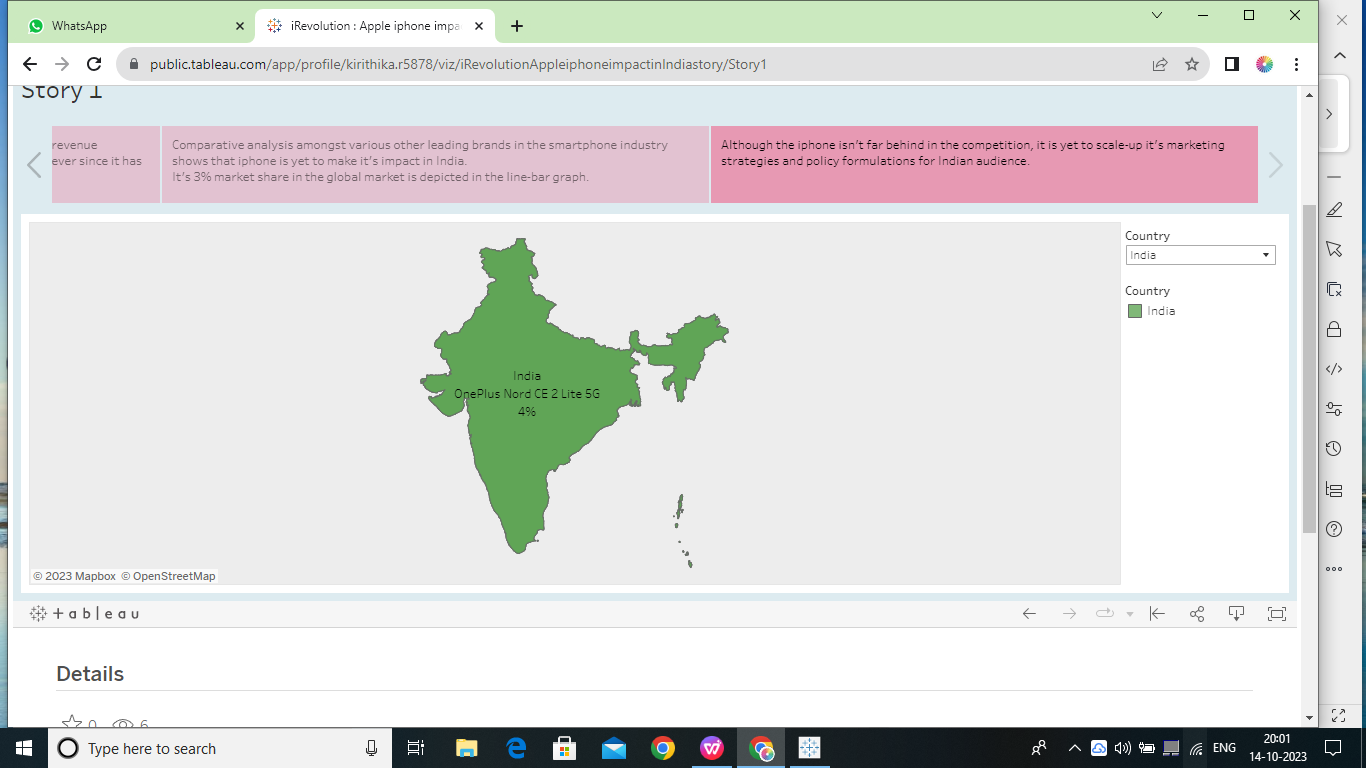 WhatsApp
iRevolution : Apple iphone impa
public.tableau.com/app/profile/kirithika.r5878/viz/iRevolutionAppleiphoneimpactinIndiastory/Story1
Story 1
revenue
ever since it has
Comparative analysis amongst various other leading brands in the smartphone industry
shows that iphone is yet to make it's impact in India.
It's 3% market share in the global market is depicted in the line-bar graph.
Although the iphone isn't far behind in the competition, it is yet to scale-up it's marketing
strategies and policy formulations for Indian audience.
Country
India
Country
India
India
OnePlus Nord CE 2 Lite 5G
4%
© 2023 Mapbox © OpenStreetMap
+ableau
Details
0 6
Type here to search
ENG
20:01
14-10-2023